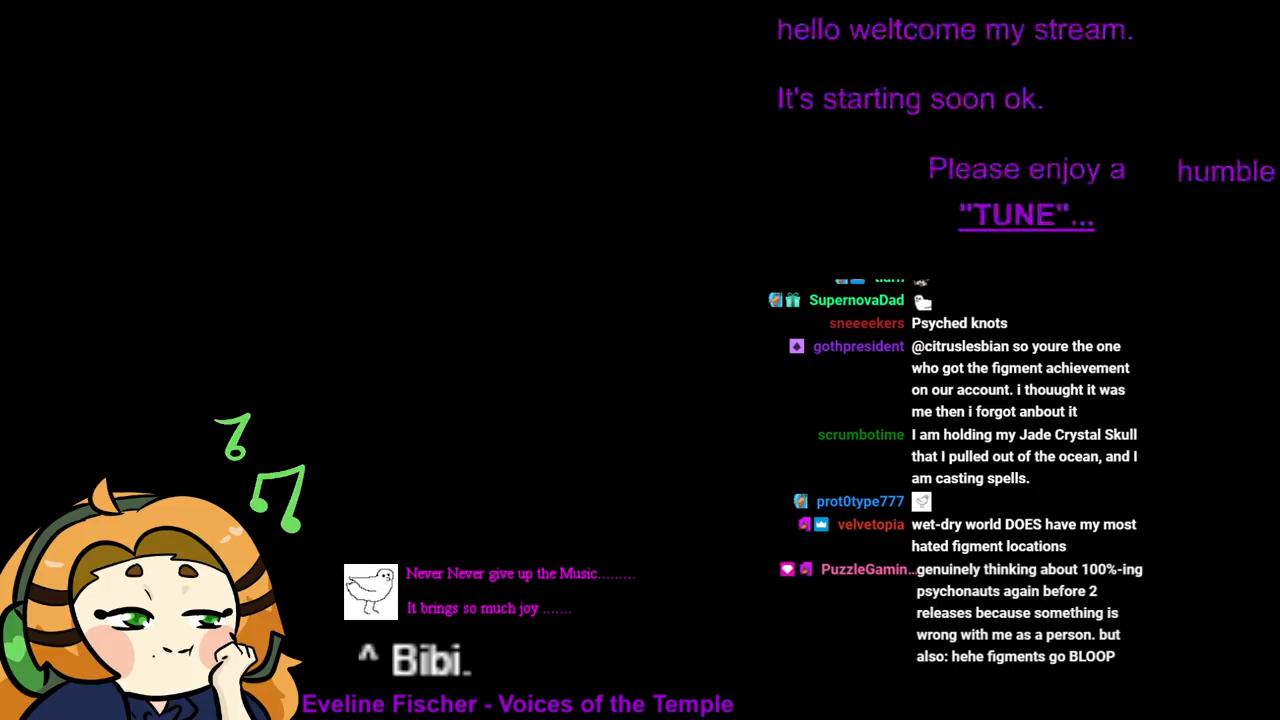 hello weltcome my stream.
It's starting soon ok.
Please enjoy a humble
"TUNE"...
SupernovaDad
sneeekers Psyched knots
gothpresident @citruslesbian so youre the one
who got the figment achievement
on our account. i thouught it was
me then i forgot anbout it
scrumbotime I am holding my Jade Crystal Skull
that I pulled out of the ocean, and I
am casting spells.
prot0type777
velvetopia wet-dry world DOES have my most
hated figment locations
PuzzleGamin... genuinely thinking about 100%-ing
psychonauts again before 2
releases because something is
wrong with me as a person. but
also: hehe figments go BLOOP
Never Never give up the Music.........
It brings so much joy .......
^ Bibi.
Eveline Fischer - Voices of the Temple